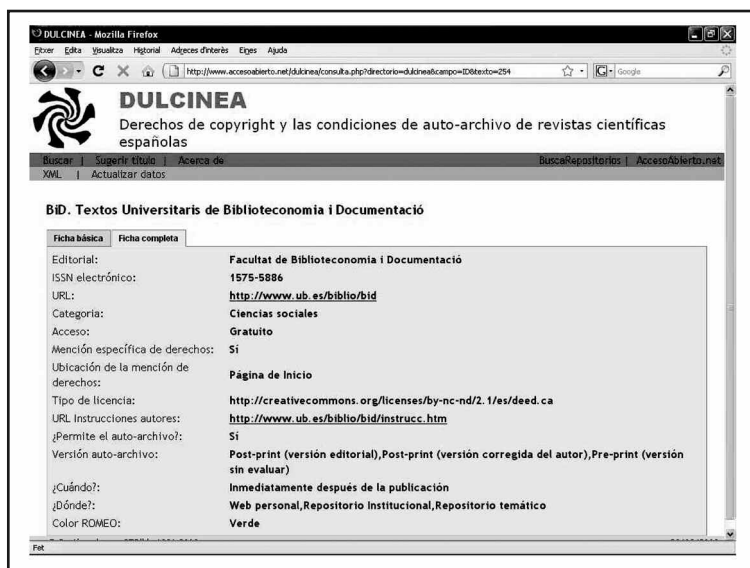 DULCINEA - Mozilla Firefox
Fitxer Edita Visualitza Historial Adreces d'interès Eines Ajuda
http://www.accesoabierto.net/dulcinea/consulta.php?directorio=dulcinea&campo=ID&texto=254
Google
DULCINEA
Derechos de copyright y las condiciones de auto-archivo de revistas científicas
españolas
Buscar | Sugerir título | Acerca de BuscaRepositorios | AccesoAbierto.net
XML | Actualizar datos
BiD. Textos Universitaris de Biblioteconomia i Documentació
Ficha básica Ficha completa
Editorial: Facultat de Biblioteconomia i Documentació
ISSN electrónico: 1575-5886
URL: http://www.ub.es/biblio/bid
Categoria: Ciencias sociales
Acceso: Gratuito
Mención específica de derechos: Sí
Ubicación de la mención de
derechos: Página de Inicio
Tipo de licencia: http://creativecommons.org/licenses/by-nc-nd/2.1/es/deed.ca
URL Instrucciones autores: http://www.ub.es/biblio/bid/instrucc.htm
¿Permite el auto-archivo?: Sí
Versión auto-archivo: Post-print (versión editorial),Post-print (versión corregida del autor),Pre-print (versión
sin evaluar)
¿Cuándo?: Inmediatamente después de la publicación
¿Dónde?: Web personal,Repositorio Institucional,Repositorio temático
Color ROMEO: Verde
Fet